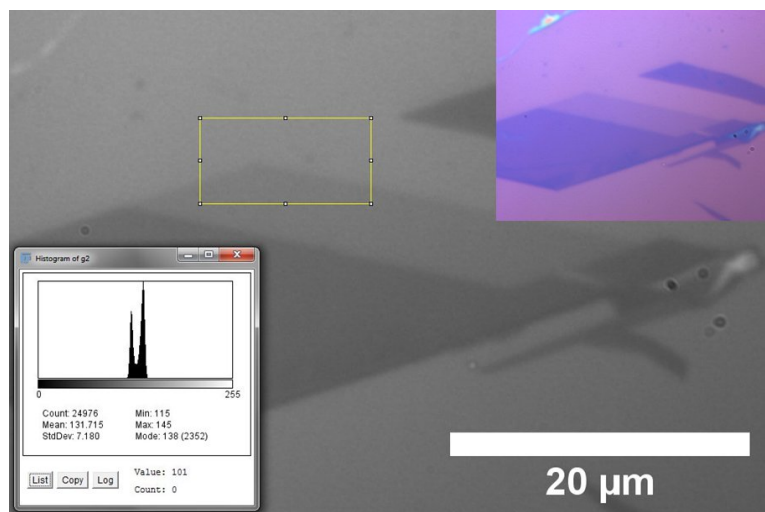 Histogram of g2
0
255
Count: 24976
Min: 115
Mean: 131.715
Max: 145
StdDev: 7.180
Mode: 138 (2352)
List
Copy
Log
Value: 101
Count: 0
20 µm